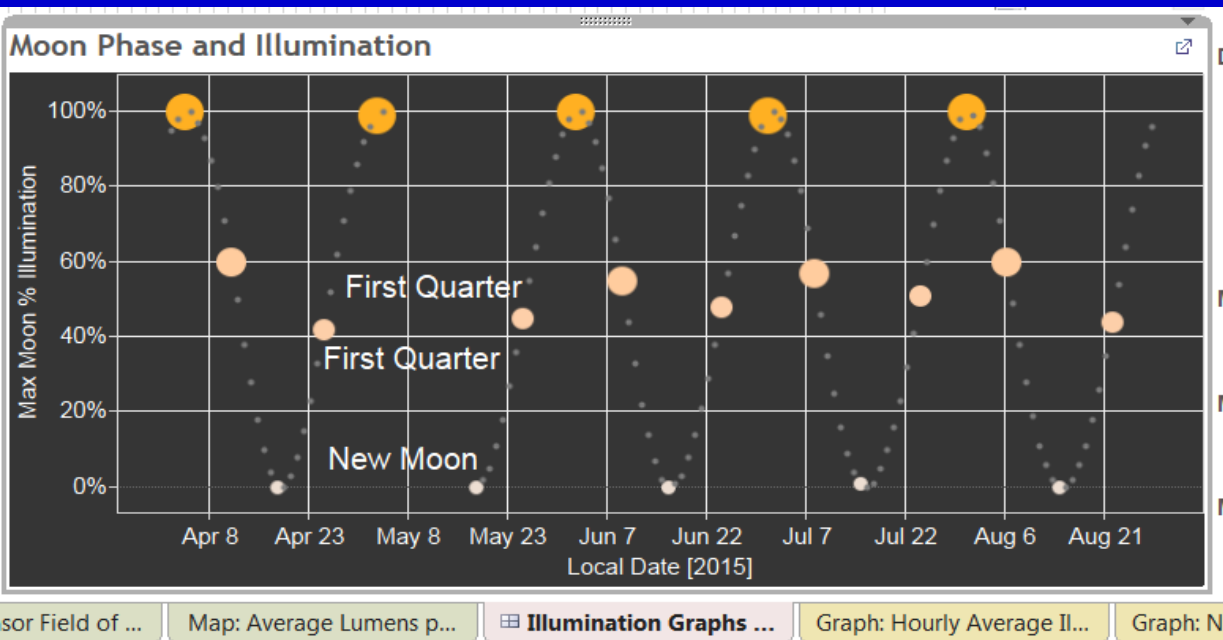 Moon Phase and Illumination
Max Moon % Illumination
100%
80%
60%
40%
20%
0%
First Quarter
First Quarter
New Moon
Apr 8 Apr 23 May 8 May 23 Jun 7 Jun 22 Jul 7 Jul 22 Aug 6 Aug 21
Local Date [2015]
sor Field of ... Map: Average Lumens p... Illumination Graphs ... Graph: Hourly Average Il... Graph: N